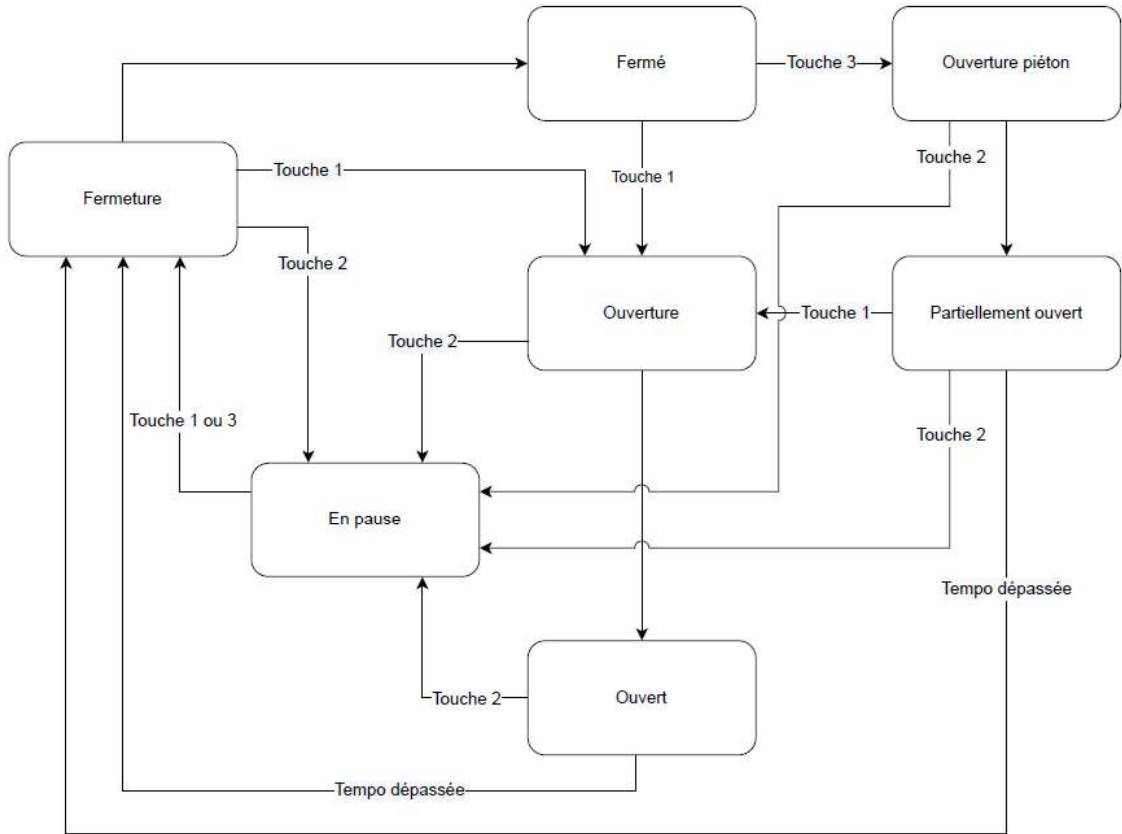 Fermé
Touche 3
Ouverture piéton
Touche 2
Touche 1
Touche 1
Fermeture
Touche 2
Ouverture
Touche 1
Partiellement ouvert
Touche 2
Touche 1 ou 3
Touche 2
En pause
Tempo dépassée
Touche 2
Ouvert
Tempo dépassée